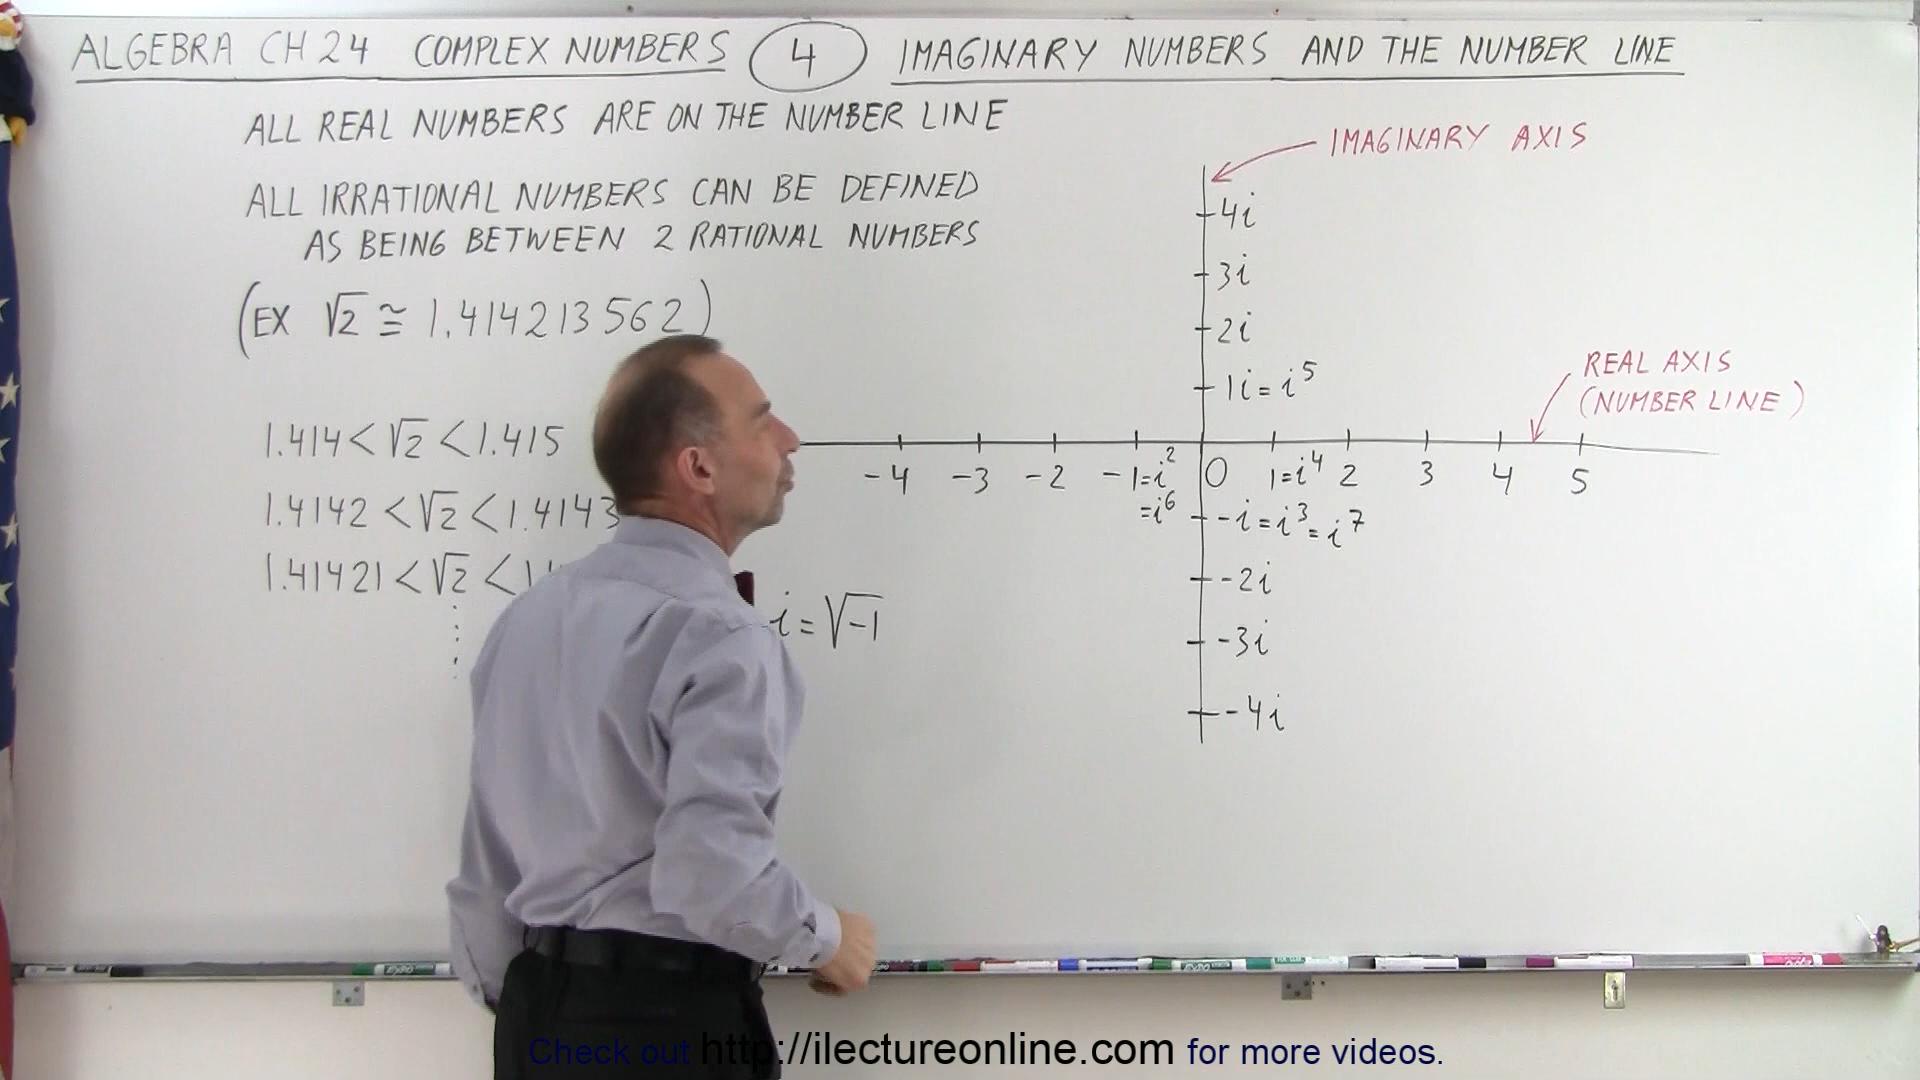 ALGEBRA CH 24 COMPLEX NUMBERS 4 IMAGINARY NUMBERS AND THE NUMBER LINE
ALL REAL NUMBERS ARE ON THE NUMBER LINE
ALL IRRATIONAL NUMBERS CAN BE DEFINED
AS BEING BETWEEN 2 RATIONAL NUMBERS
(EX √2 ≅ 1.414213562)
1.414 < √2 < 1.415
1.4142 < √2 < 1.4143
1.41421 < √2 <
i = √-1
IMAGINARY AXIS
4i
3i
2i
1i = i⁵
REAL AXIS
(NUMBER LINE)
-4 -3 -2 -1 = i² 0 1 = i⁴ 2 3 4 5
= i⁶
-i = i³ = i⁷
-2i
-3i
-4i
Check out http://ilectureonline.com for more videos.